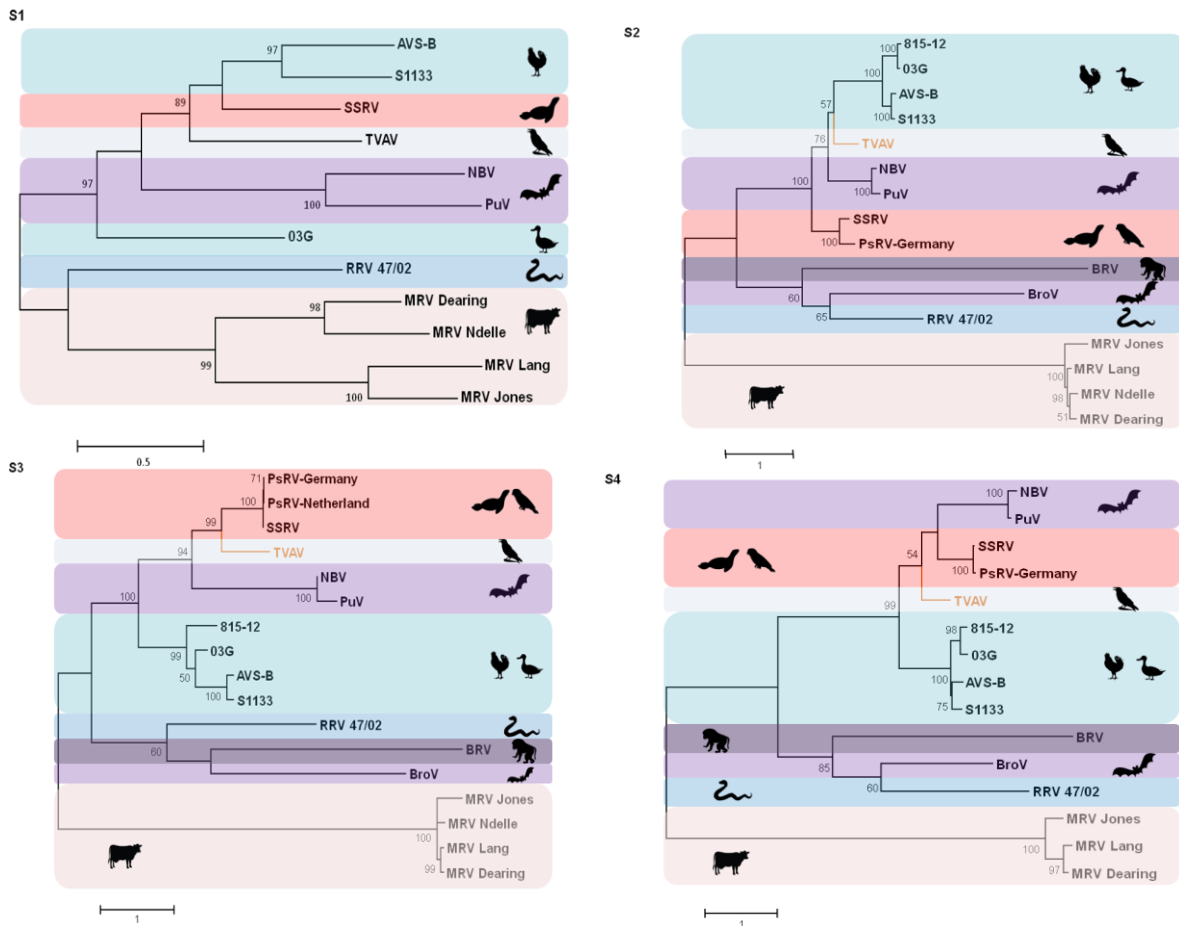 S1
97
AVS-B
S1133
SSRV
89
TVAV
97
NBV
100
PuV
03G
RRV 47/02
98
MRV Dearing
MRV Ndelle
99
MRV Lang
100
MRV Jones
0.5
S2
100
815-12
100
03G
57
AVS-B
100
S1133
76
TVAV
100
NBV
100
PuV
SSRV
100
PsRV-Germany
BRV
60
BroV
65
RRV 47/02
MRV Jones
100
MRV Lang
98
MRV Ndelle
51
MRV Dearing
1
S3
71
PsRV-Germany
100
PsRV-Netherland
99
SSRV
94
TVAV
100
NBV
100
PuV
815-12
99
03G
50
AVS-B
100
S1133
RRV 47/02
60
BRV
BroV
MRV Jones
MRV Ndelle
100
MRV Lang
99
MRV Dearing
1
S4
100
NBV
PuV
54
SSRV
100
PsRV-Germany
99
TVAV
98
815-12
03G
100
AVS-B
75
S1133
BRV
85
BroV
60
RRV 47/02
MRV Jones
100
MRV Lang
97
MRV Dearing
1